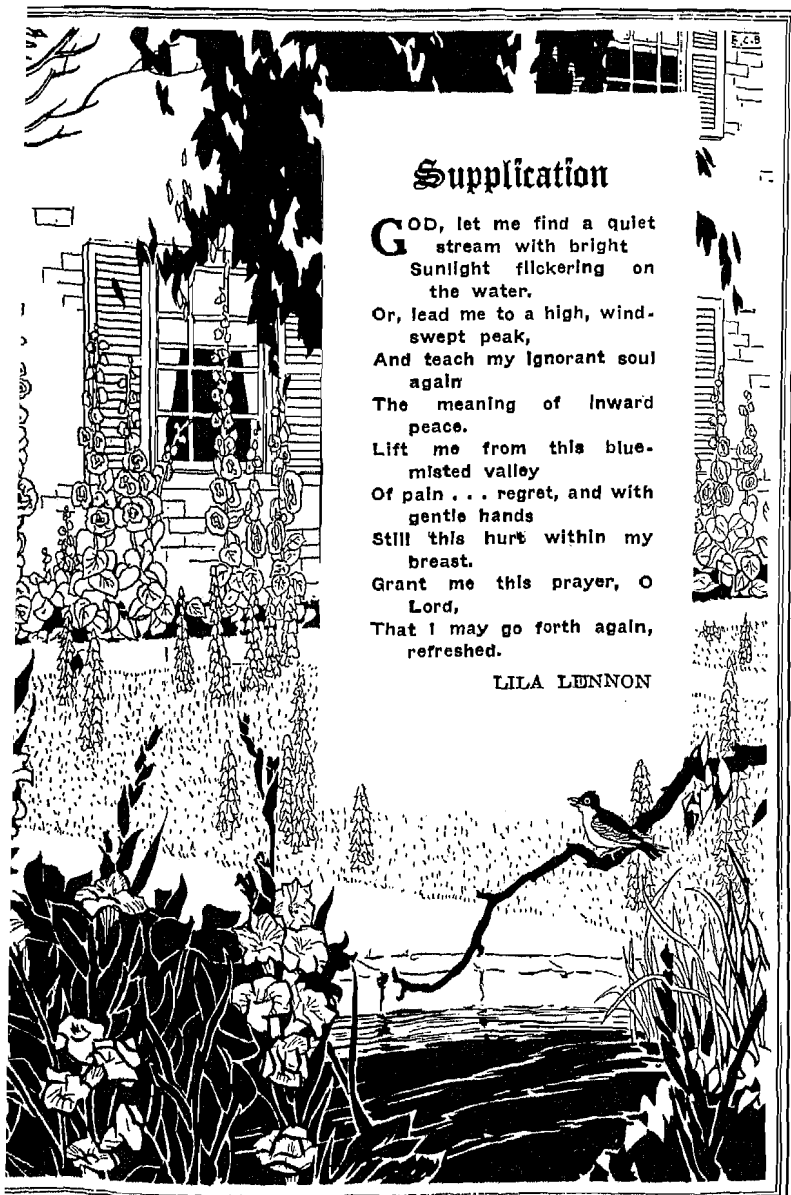 E.C.B
Supplication
GOD, let me find a quiet
stream with bright
Sunlight flickering on
the water.
Or, lead me to a high, wind-
swept peak,
And teach my ignorant soul
again
The meaning of inward
peace.
Lift me from this blue-
misted valley
Of pain . . . regret, and with
gentle hands
Still this hurt within my
breast.
Grant me this prayer, O
Lord,
That I may go forth again,
refreshed.
LILA LENNON